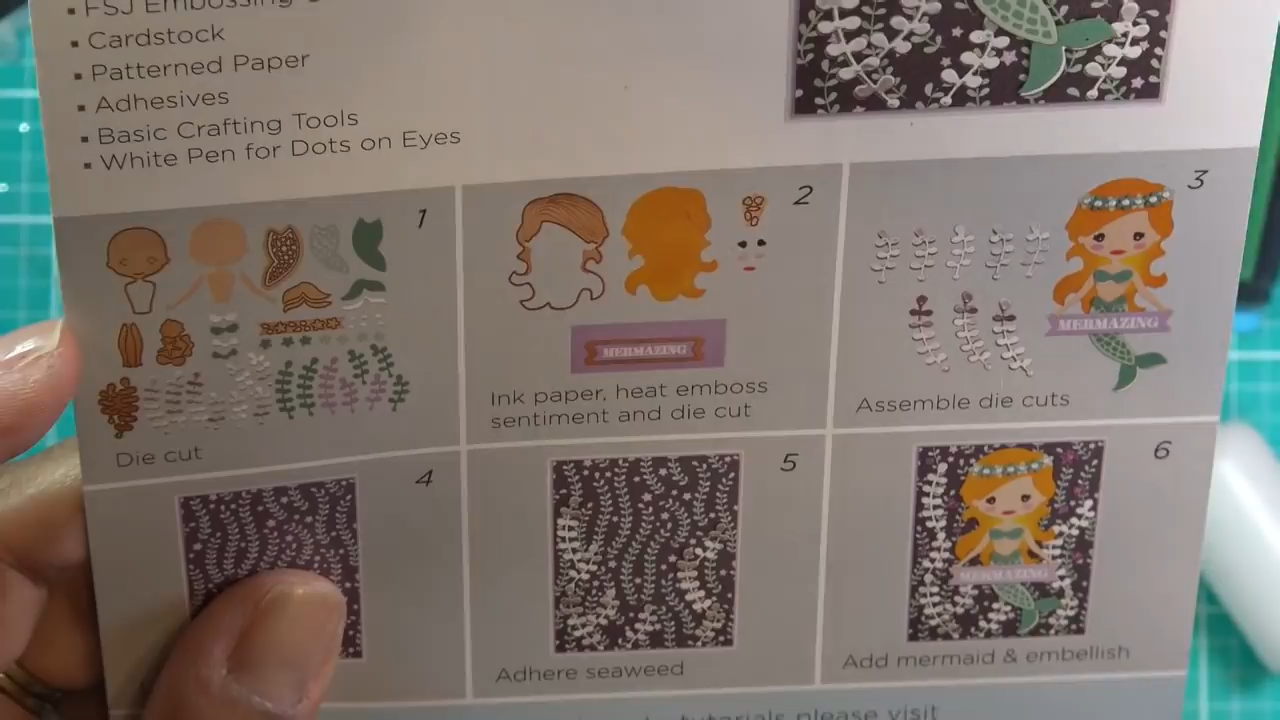 ▪ FSJ Embossing
▪ Cardstock
▪ Patterned Paper
▪ Adhesives
▪ Basic Crafting Tools
▪ White Pen for Dots on Eyes
1
Die cut
2
MERMAZING
Ink paper, heat emboss
sentiment and die cut
3
MERMAZING
Assemble die cuts
4
5
Adhere seaweed
6
MERMAZING
Add mermaid & embellish
tutorials please visit